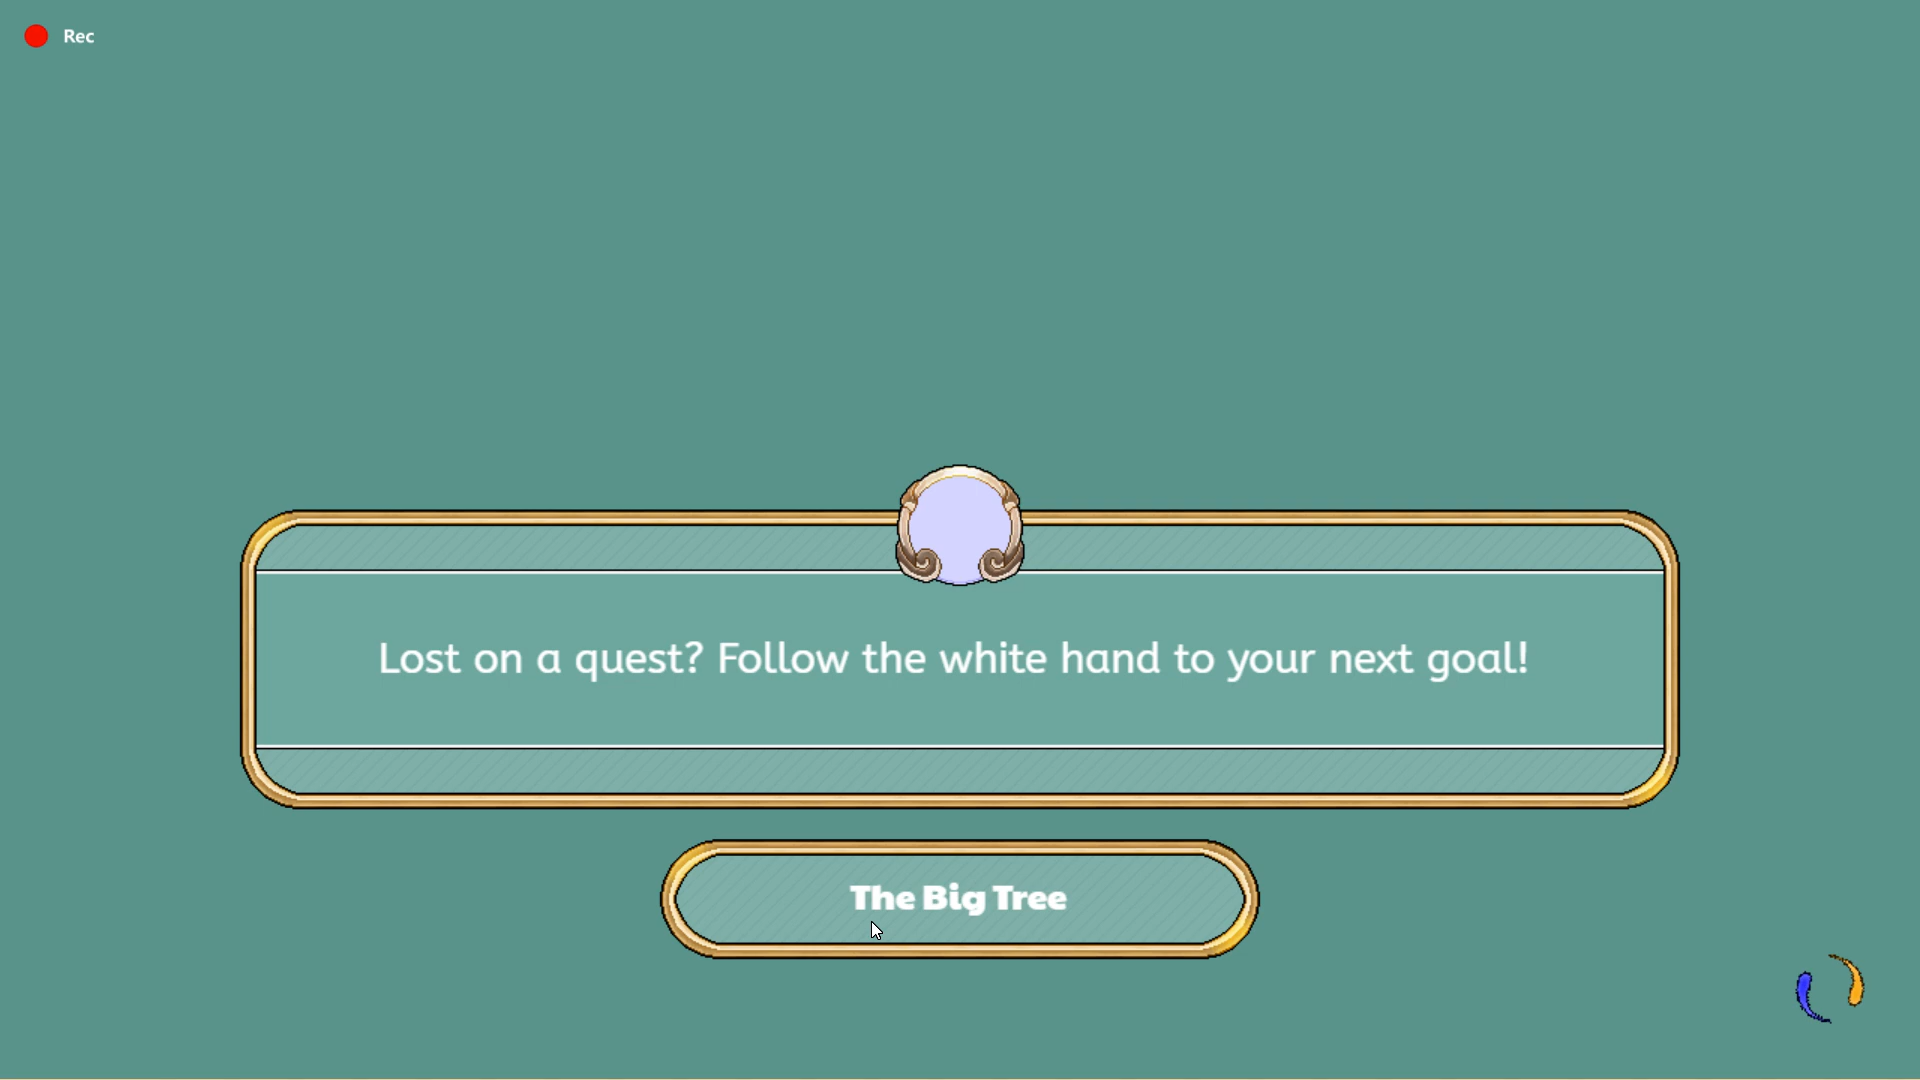 Rec
Lost on a quest? Follow the white hand to your next goal!
The Big Tree